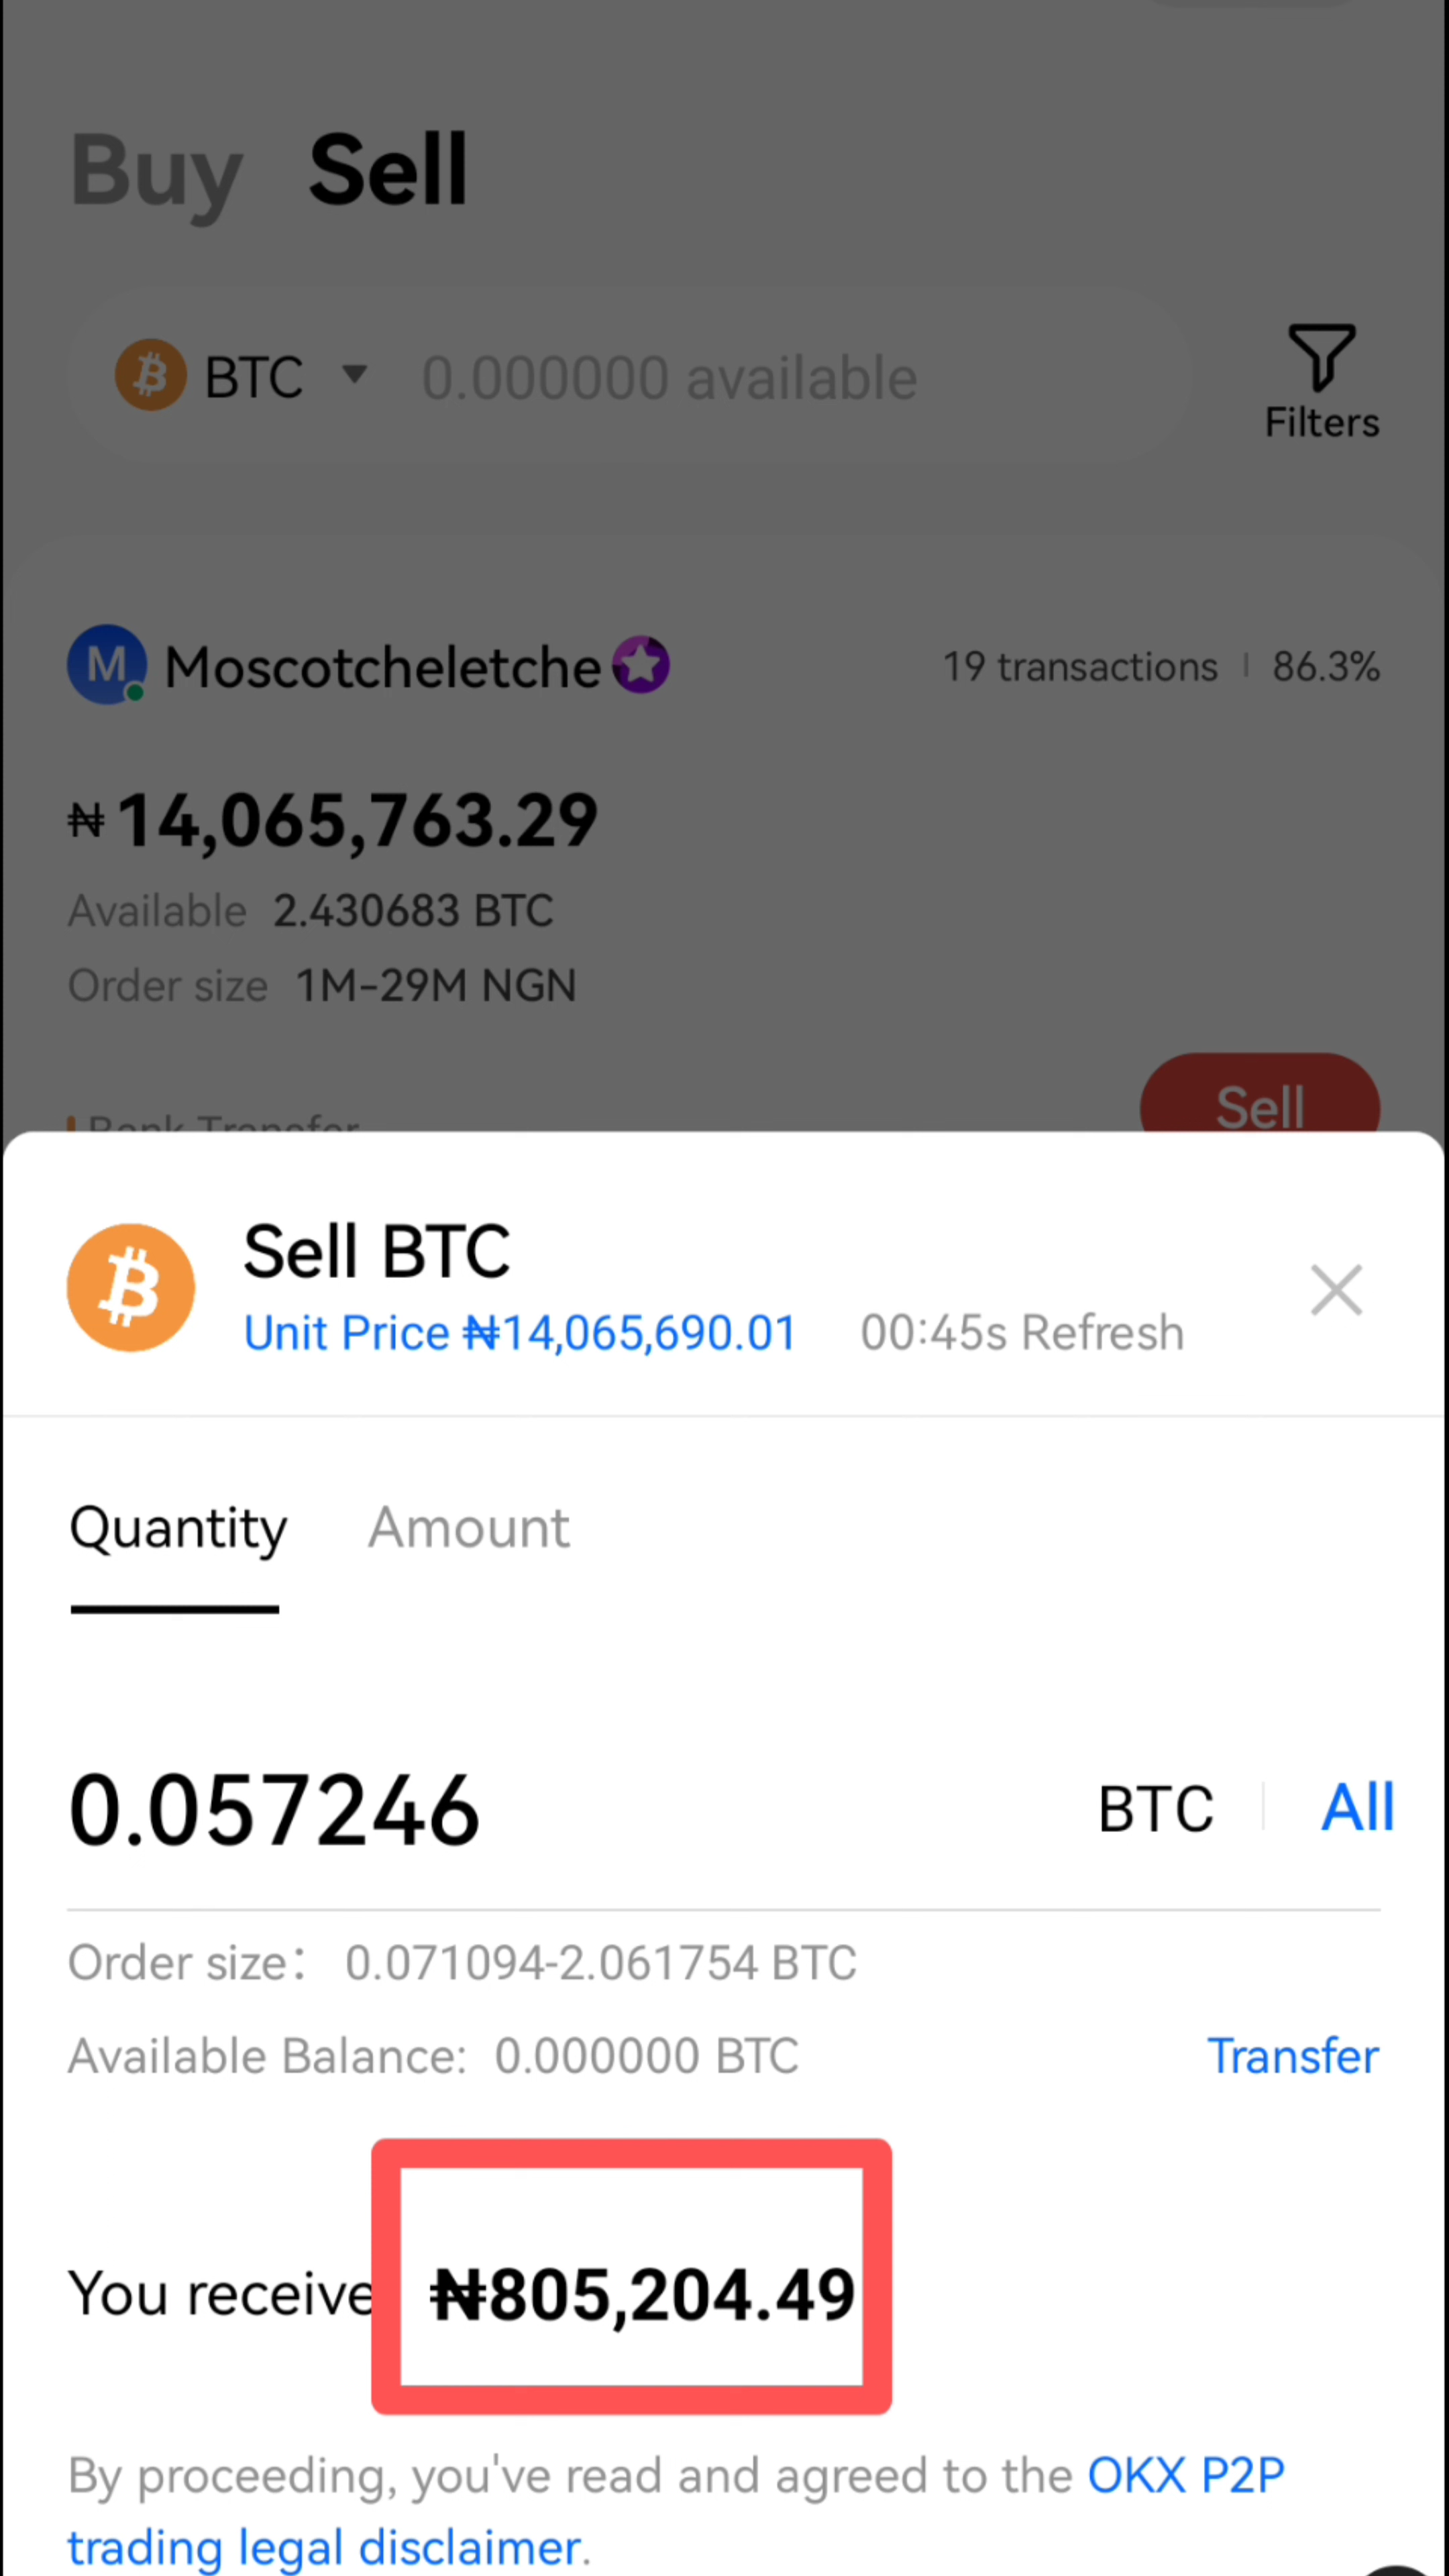 Buy Sell
BTC 0.000000 available
Filters
M Moscotcheletche 19 transactions 86.3%
₦14,065,763.29
Available 2.430683 BTC
Order size 1M-29M NGN
Bank Transfer Sell
Sell BTC
Unit Price ₦14,065,690.01 00:45s Refresh
Quantity Amount
0.057246 BTC All
Order size: 0.071094-2.061754 BTC
Available Balance: 0.000000 BTC Transfer
You receive ₦805,204.49
By proceeding, you've read and agreed to the OKX P2P
trading legal disclaimer.